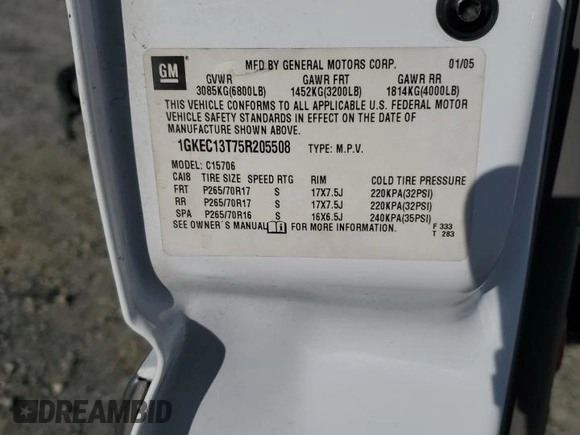 GM
MFD BY GENERAL MOTORS CORP. 01/05
GVWR GAWR FRT GAWR RR
3085KG(6800LB) 1452KG(3200LB) 1814KG(4000LB)
THIS VEHICLE CONFORMS TO ALL APPLICABLE U.S. FEDERAL MOTOR
VEHICLE SAFETY STANDARDS IN EFFECT ON THE DATE OF
MANUFACTURE SHOWN ABOVE.
1GKEC13T75R205508 TYPE: M.P.V.
MODEL: C15706
CAI8 TIRE SIZE SPEED RTG RIM COLD TIRE PRESSURE
FRT P265/70R17 S 17X7.5J 220KPA(32PSI)
RR P265/70R17 S 17X7.5J 220KPA(32PSI)
SPA P265/70R16 S 16X6.5J 240KPA(35PSI)
SEE OWNER'S MANUAL i FOR MORE INFORMATION. F 333
T 283
DREAMBID